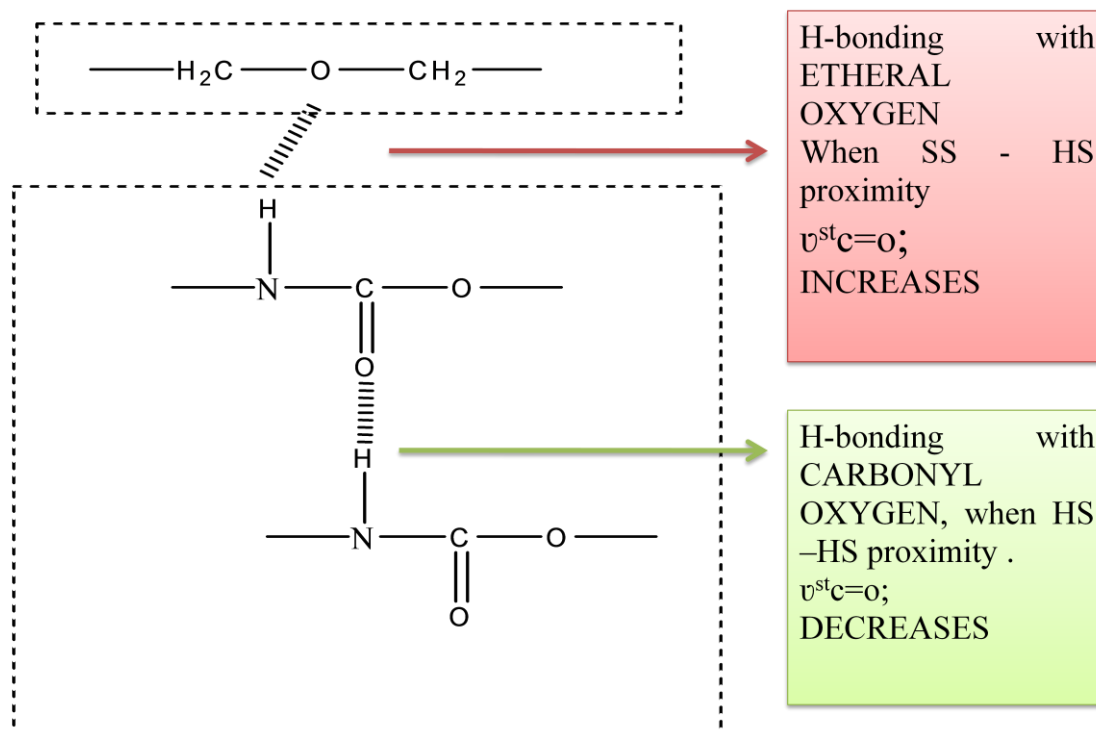 H₂C O CH₂
H
N C O
O
H
N C O
O
H-bonding with
ETHERAL
OXYGEN
When SS - HS
proximity
υˢᵗc=o;
INCREASES
H-bonding with
CARBONYL
OXYGEN, when HS
–HS proximity .
υˢᵗc=o;
DECREASES